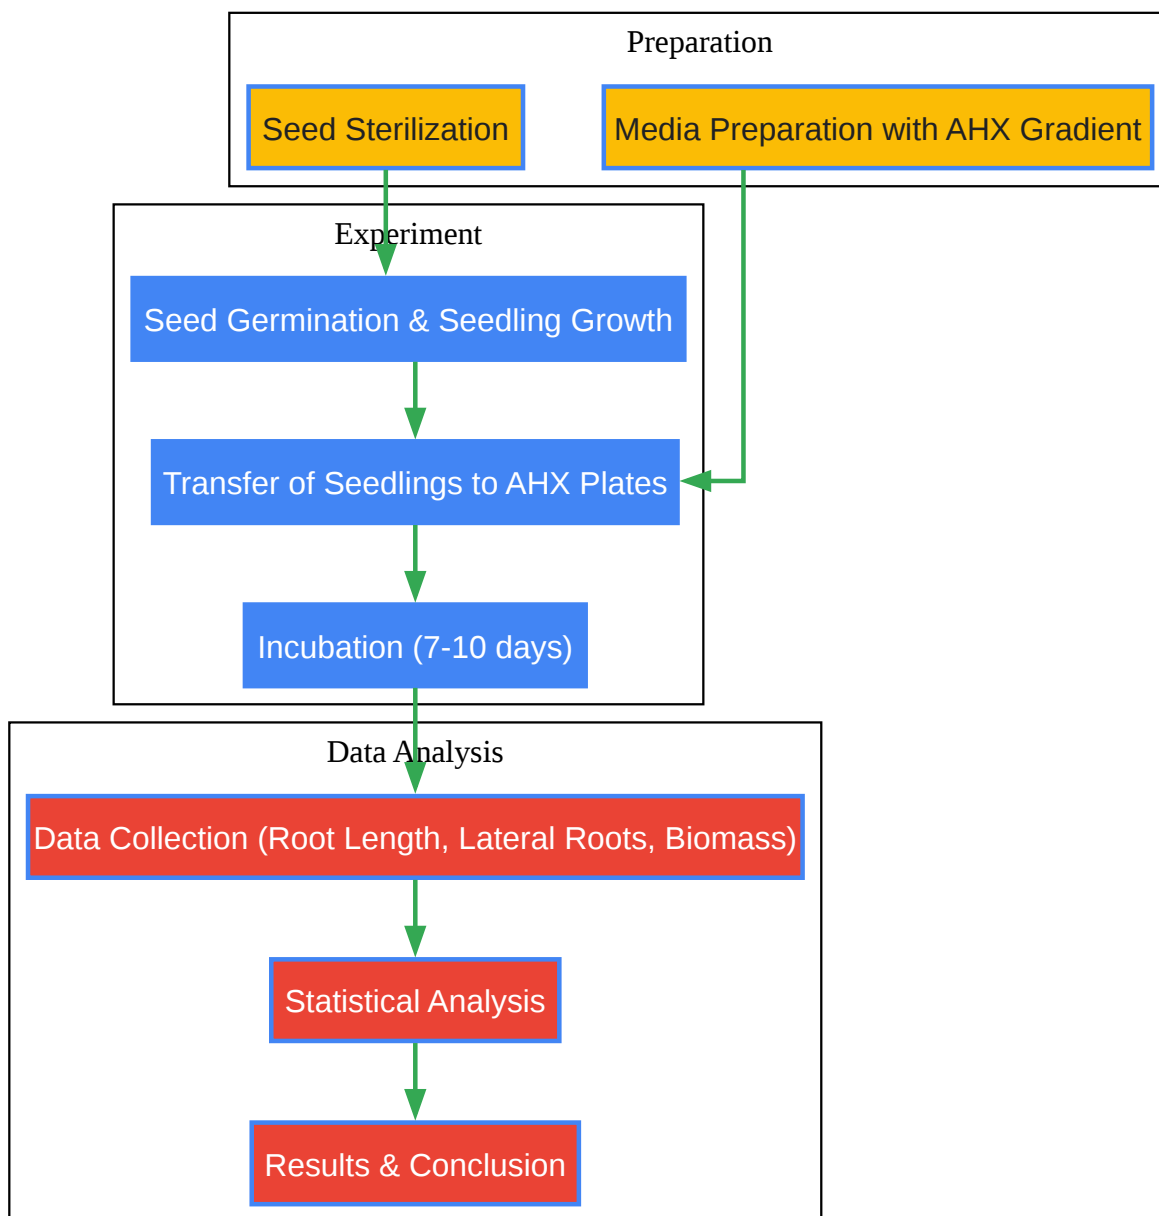 Preparation
Seed Sterilization
Media Preparation with AHX Gradient
Experiment
Seed Germination & Seedling Growth
Transfer of Seedlings to AHX Plates
Incubation (7-10 days)
Data Analysis
Data Collection (Root Length, Lateral Roots, Biomass)
Statistical Analysis
Results & Conclusion